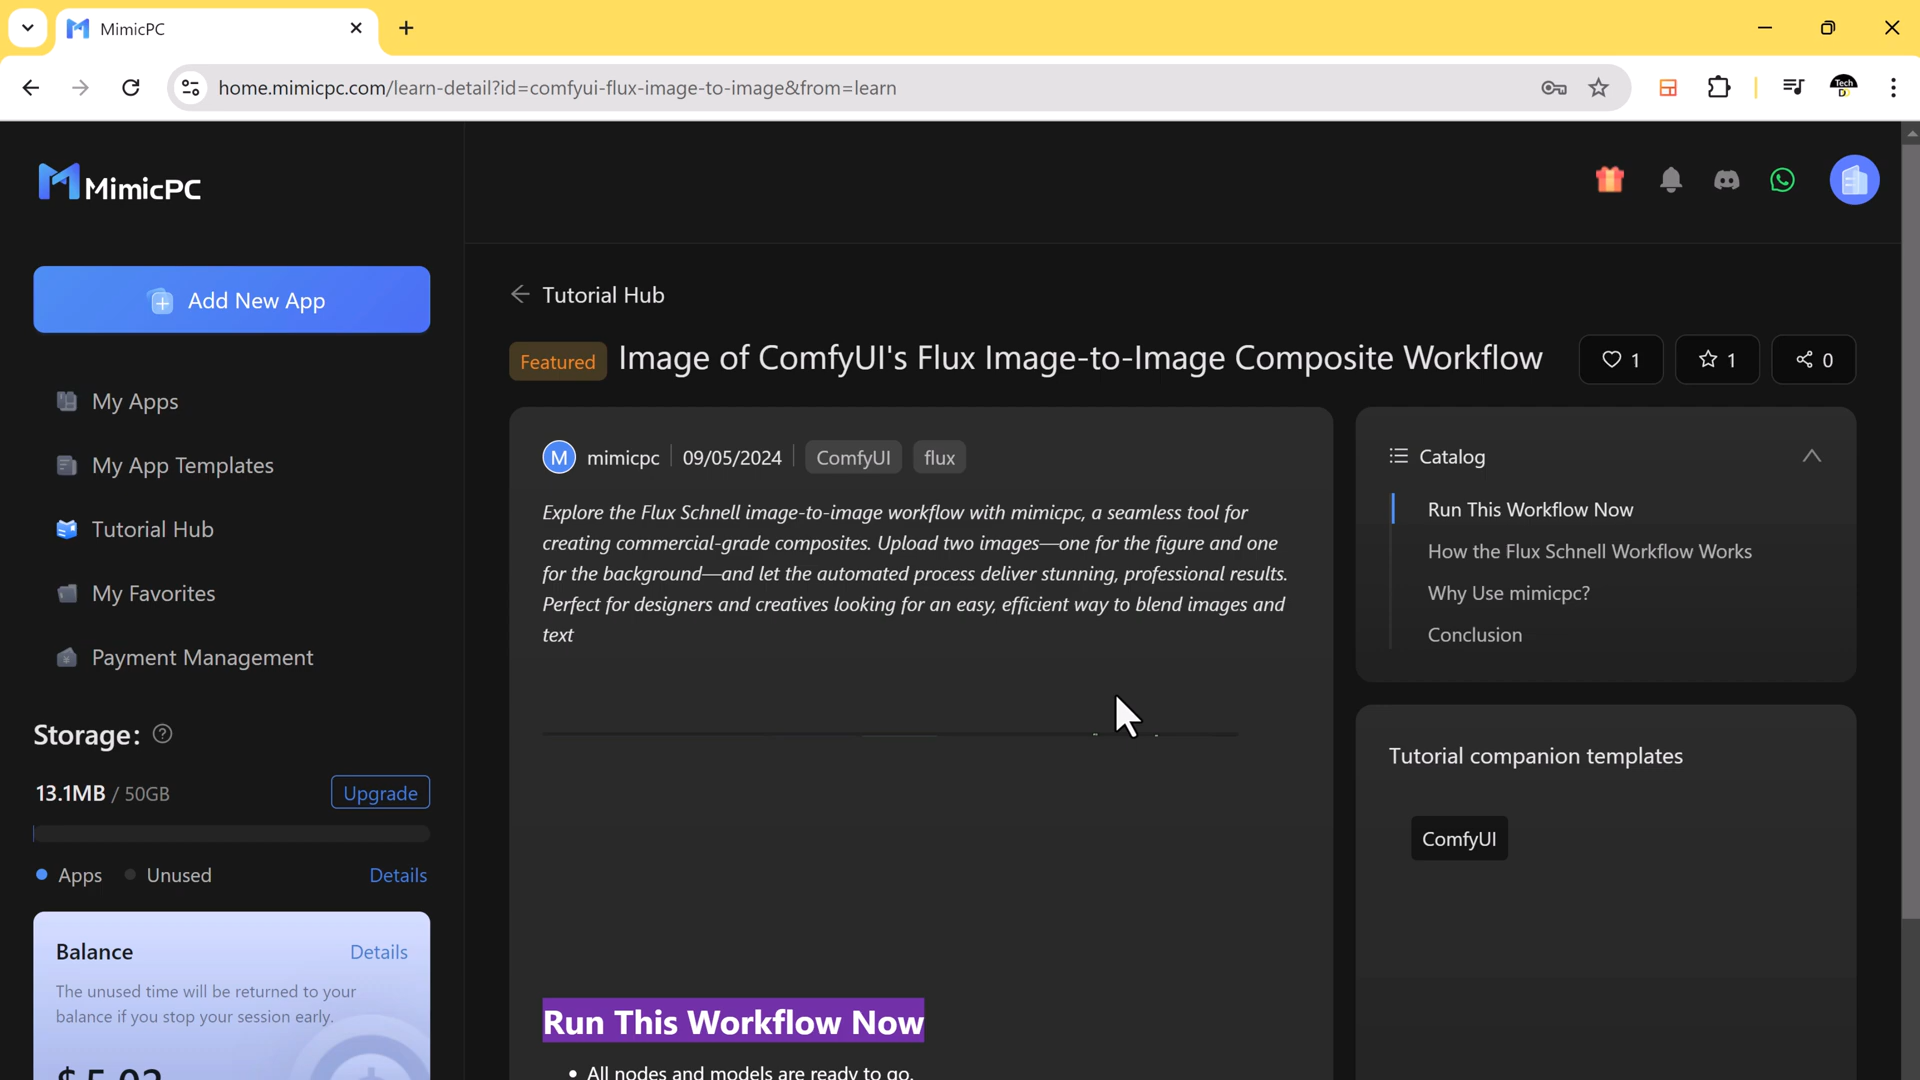 MimicPC
home.mimicpc.com/learn-detail?id=comfyui-flux-image-to-image&from=learn
Tech
MimicPC
Add New App
My Apps
My App Templates
Tutorial Hub
My Favorites
Payment Management
Storage:
13.1MB / 50GB
Upgrade
Apps
Unused
Details
Balance
Details
The unused time will be returned to your
balance if you stop your session early.
Tutorial Hub
Featured
Image of ComfyUI's Flux Image-to-Image Composite Workflow
1
1
0
M mimicpc 09/05/2024 ComfyUI flux
Explore the Flux Schnell image-to-image workflow with mimicpc, a seamless tool for
creating commercial-grade composites. Upload two images—one for the figure and one
for the background—and let the automated process deliver stunning, professional results.
Perfect for designers and creatives looking for an easy, efficient way to blend images and
text
Run This Workflow Now
• All nodes and models are ready to go.
Catalog
Run This Workflow Now
How the Flux Schnell Workflow Works
Why Use mimicpc?
Conclusion
Tutorial companion templates
ComfyUI